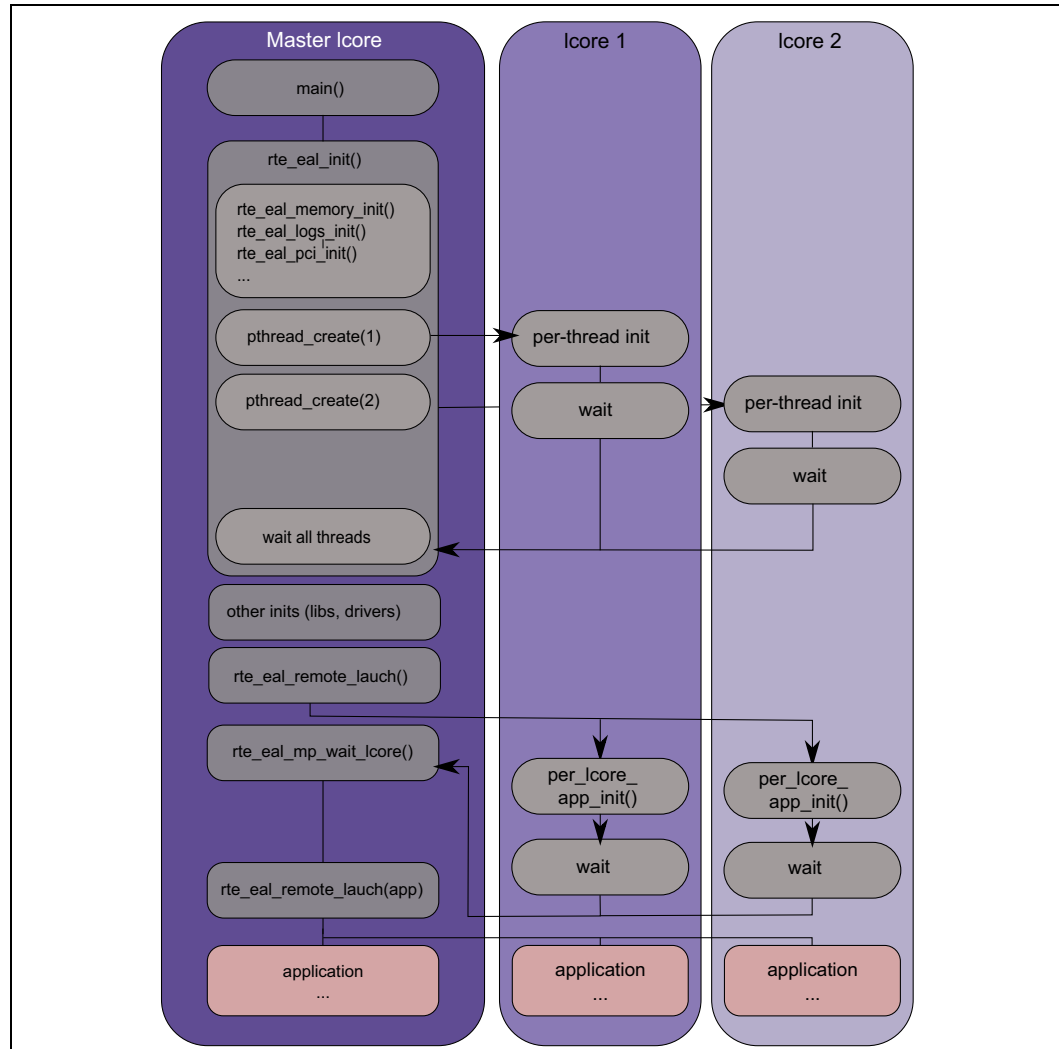 Master lcore
lcore 1
lcore 2
main()
rte_eal_init()
rte_eal_memory_init()
rte_eal_logs_init()
rte_eal_pci_init()
...
pthread_create(1)
per-thread init
pthread_create(2)
wait
per-thread init
wait
wait all threads
other inits (libs, drivers)
rte_eal_remote_lauch()
rte_eal_mp_wait_lcore()
per_lcore_
app_init()
per_lcore_
app_init()
wait
wait
rte_eal_remote_lauch(app)
application
...
application
...
application
...